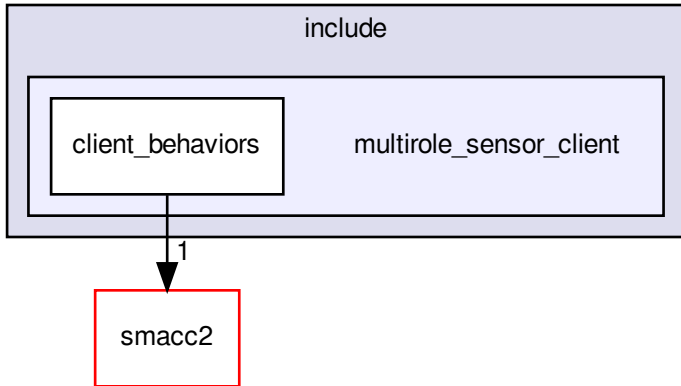 include
client_behaviors
multirole_sensor_client
1
smacc2